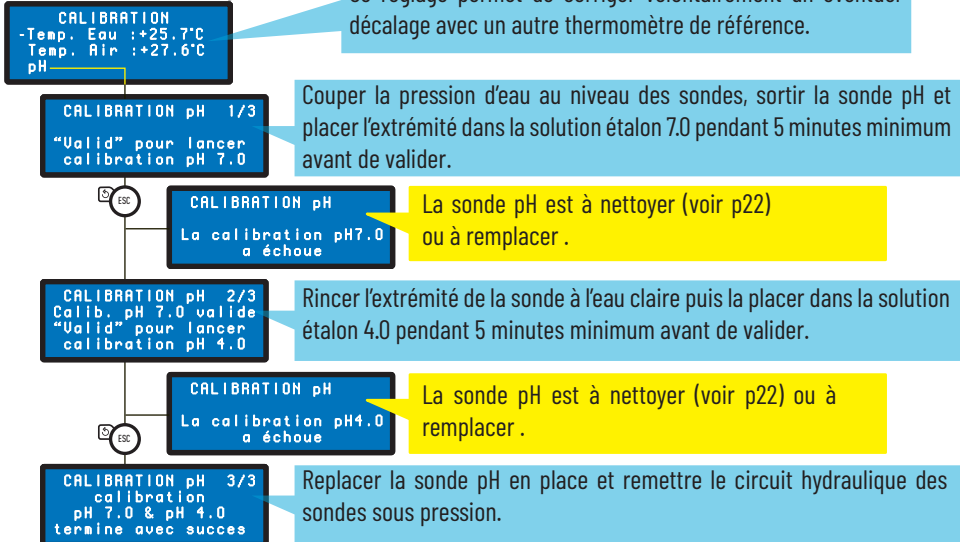 décalage avec un autre thermomètre de référence.
CALIBRATION
-Temp. Eau :+25.7°C
Temp. Air :+27.6°C
pH
CALIBRATION pH 1/3
"Valid" pour lancer
calibration pH 7.0
Couper la pression d'eau au niveau des sondes, sortir la sonde pH et
placer l'extrémité dans la solution étalon 7.0 pendant 5 minutes minimum
avant de valider.
ESC
CALIBRATION pH
La calibration pH7.0
a échoue
La sonde pH est à nettoyer (voir p22)
ou à remplacer .
CALIBRATION pH 2/3
Calib. pH 7.0 valide
"Valid" pour lancer
calibration pH 4.0
Rincer l'extrémité de la sonde à l'eau claire puis la placer dans la solution
étalon 4.0 pendant 5 minutes minimum avant de valider.
CALIBRATION pH
La calibration pH4.0
a échoue
La sonde pH est à nettoyer (voir p22) ou à
remplacer .
ESC
CALIBRATION pH 3/3
calibration
pH 7.0 & pH 4.0
termine avec succes
Replacer la sonde pH en place et remettre le circuit hydraulique des
sondes sous pression.